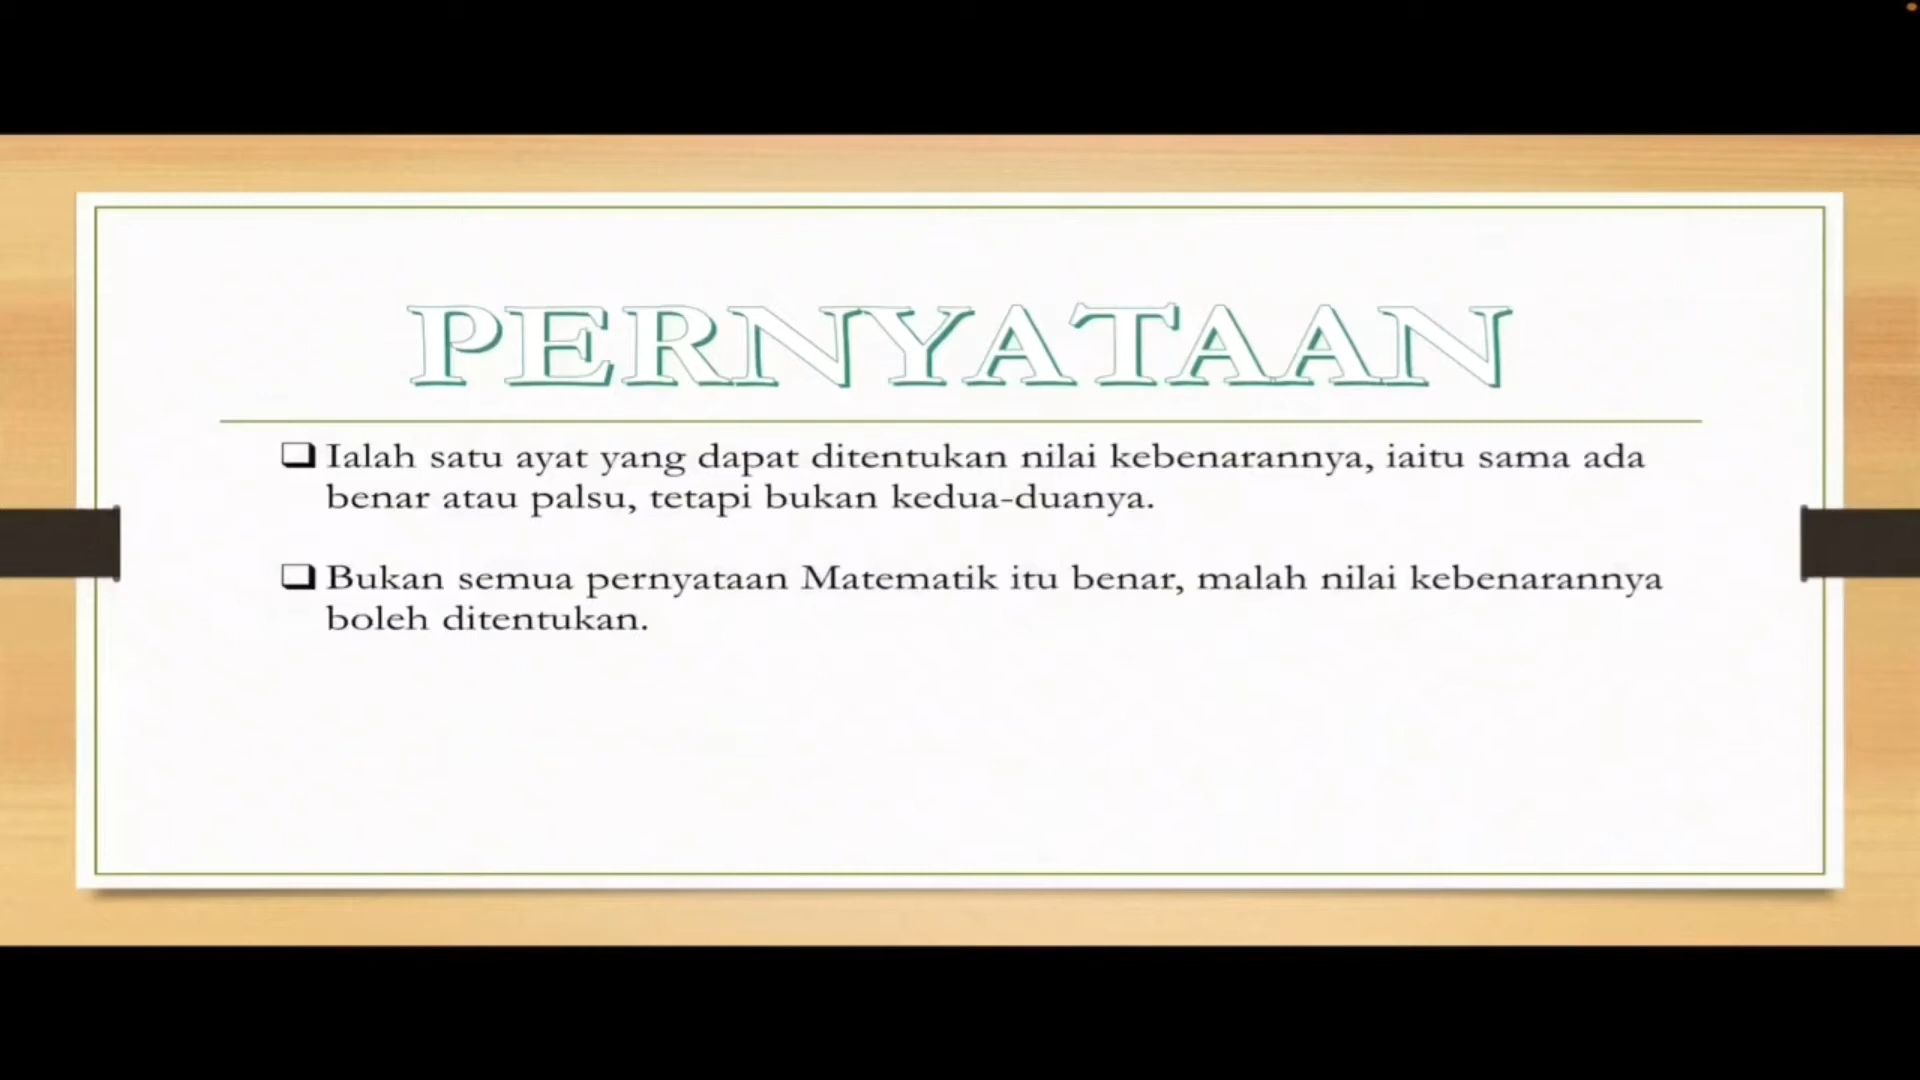 PERNYATAAN
Ialah satu ayat yang dapat ditentukan nilai kebenarannya, iaitu sama ada
benar atau palsu, tetapi bukan kedua-duanya.
Bukan semua pernyataan Matematik itu benar, malah nilai kebenarannya
boleh ditentukan.